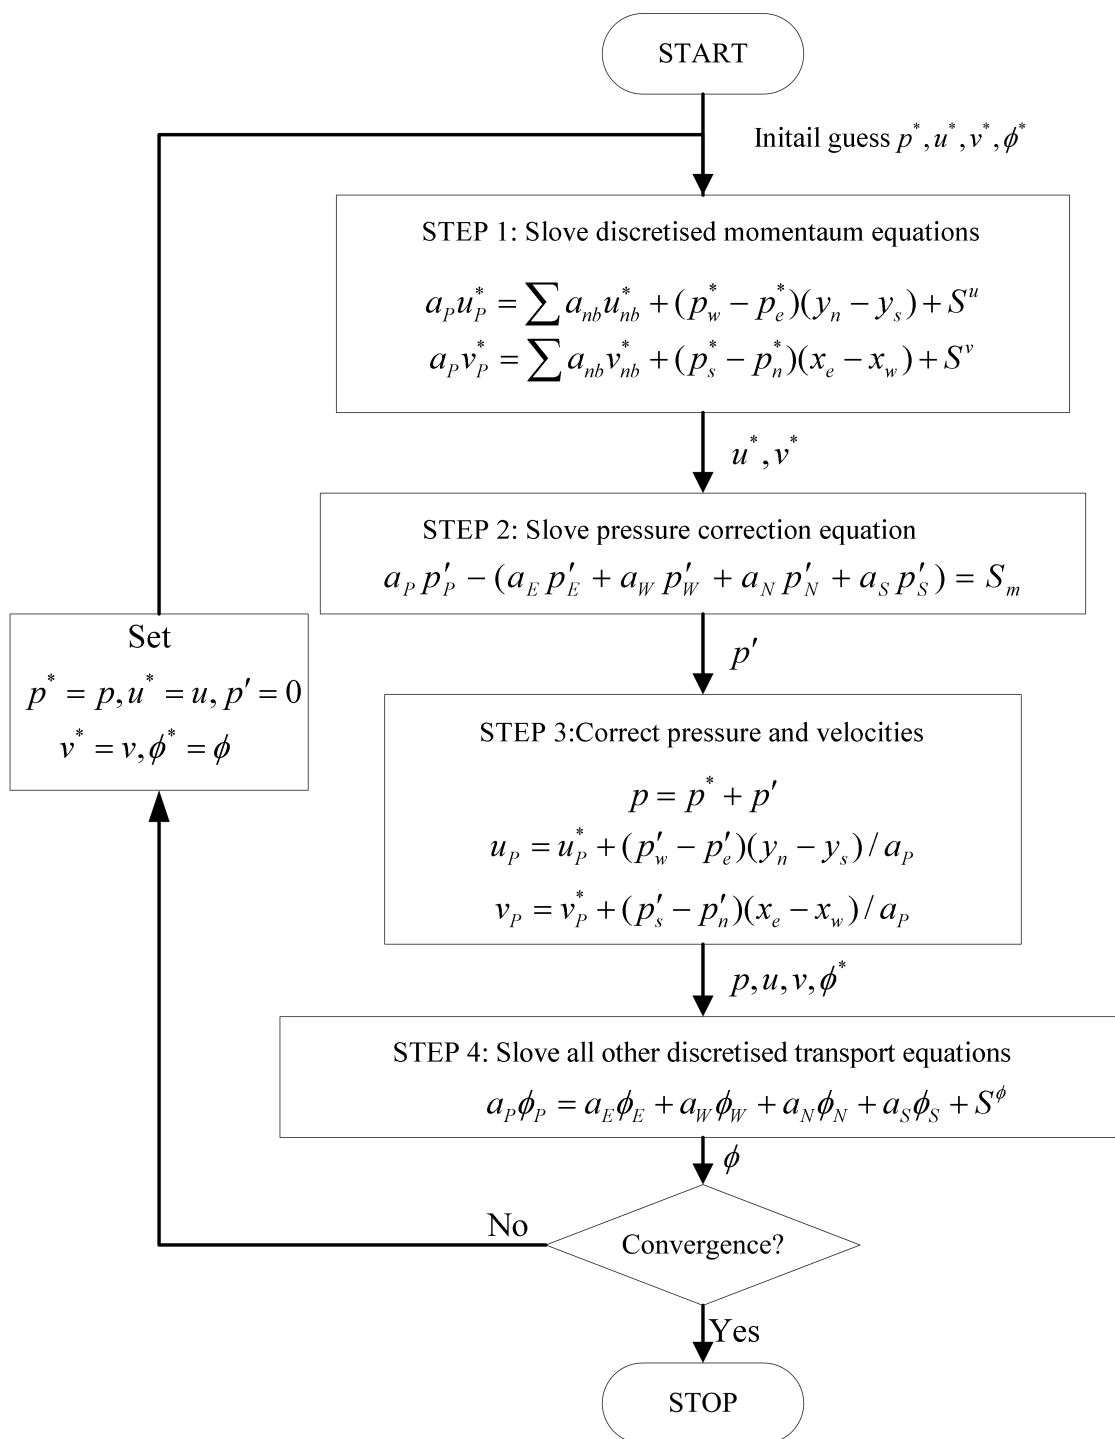 START
Initail guess p*, u*, v*, ϕ*
STEP 1: Slove discretised momentaum equations
a_P u*_P = ∑ a_nb u*_nb + (p*_w − p*_e)(y_n − y_s) + S^u
a_P v*_P = ∑ a_nb v*_nb + (p*_s − p*_n)(x_e − x_w) + S^v
u*, v*
STEP 2: Slove pressure correction equation
a_P p′_P − (a_E p′_E + a_W p′_W + a_N p′_N + a_S p′_S) = S_m
p′
Set
p* = p, u* = u, p′ = 0
v* = v, ϕ* = ϕ
STEP 3:Correct pressure and velocities
p = p* + p′
u_P = u*_P + (p′_w − p′_e)(y_n − y_s) / a_P
v_P = v*_P + (p′_s − p′_n)(x_e − x_w) / a_P
p, u, v, ϕ*
STEP 4: Slove all other discretised transport equations
a_P ϕ_P = a_E ϕ_E + a_W ϕ_W + a_N ϕ_N + a_S ϕ_S + S^ϕ
ϕ
No
Convergence?
Yes
STOP